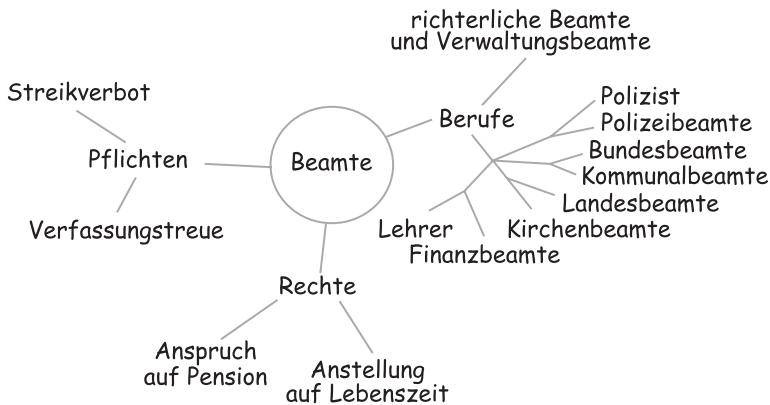 richterliche Beamte
und Verwaltungsbeamte
Streikverbot
Polizist
Berufe
Polizeibeamte
Bundesbeamte
Pflichten
Beamte
Kommunalbeamte
Landesbeamte
Verfassungstreue
Lehrer
Kirchenbeamte
Finanzbeamte
Rechte
Anspruch
auf Pension
Anstellung
auf Lebenszeit